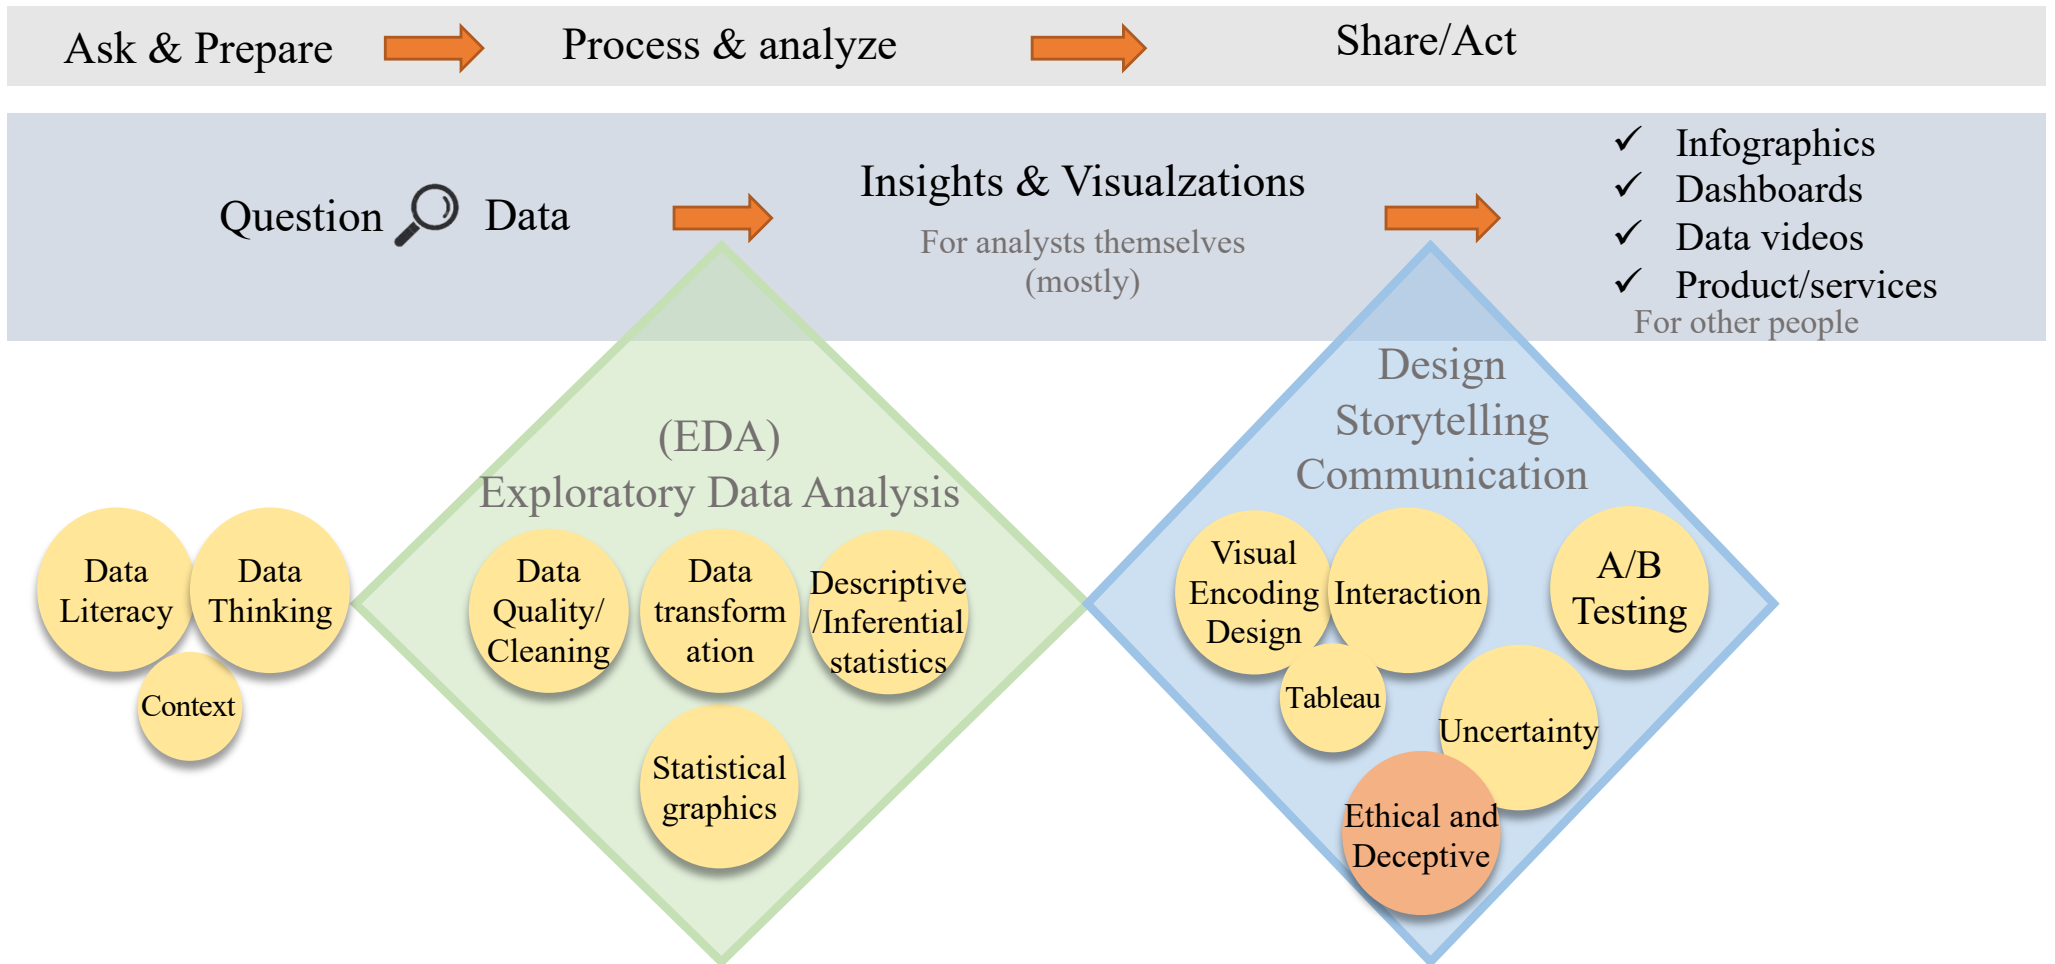 Ask & Prepare
Process & analyze
Share/Act
Question
Data
Insights & Visualzations
For analysts themselves
(mostly)
✓ Infographics
✓ Dashboards
✓ Data videos
✓ Product/services
For other people
(EDA)
Exploratory Data Analysis
Design
Storytelling
Communication
Data
Literacy
Data
Thinking
Context
Data
Quality/
Cleaning
Data
transform
ation
Descriptive
/Inferential
statistics
Statistical
graphics
Visual
Encoding
Design
Interaction
Tableau
A/B
Testing
Uncertainty
Ethical and
Deceptive